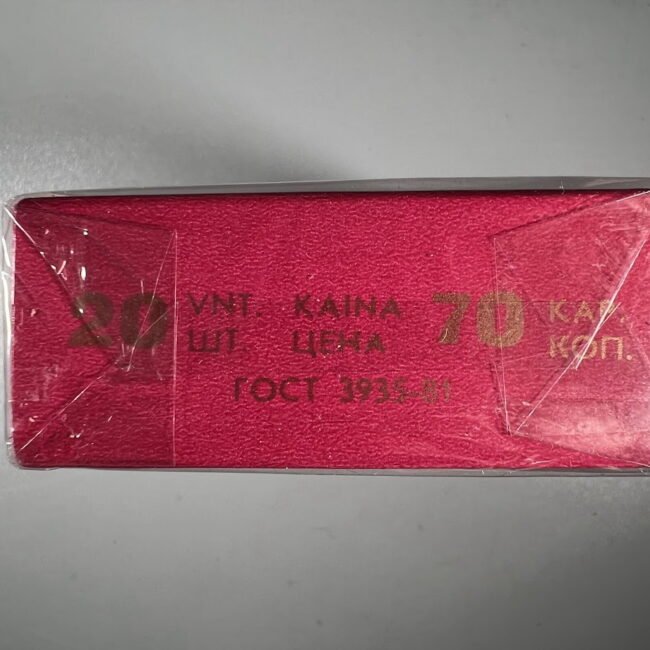 20 VNT. KAINA 70 KAP.
ШТ. ЦЕНА КОП.
ГОСТ 3935-81